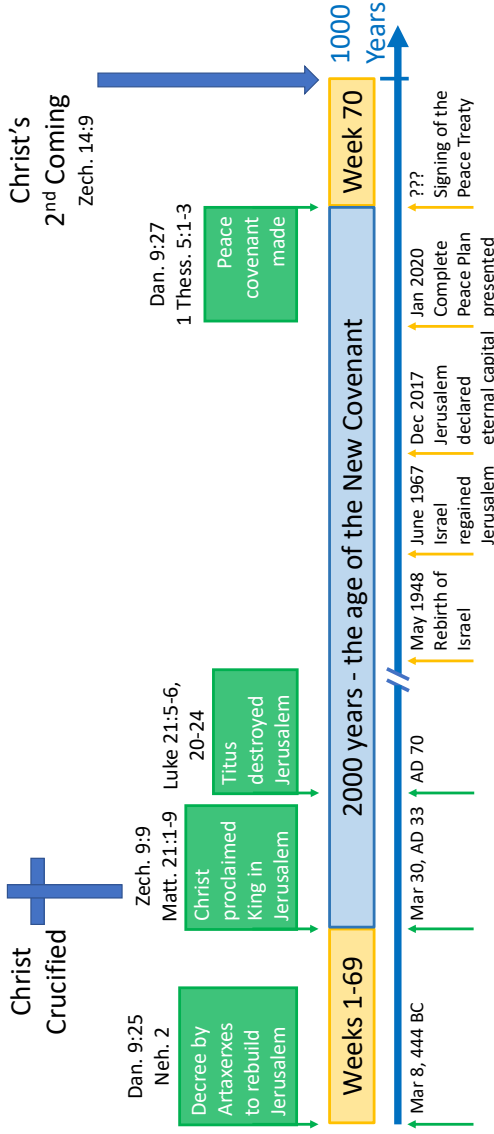 Christ
Crucified
Christ's
2nd Coming
Zech. 14:9
Dan. 9:25
Neh. 2
Decree by
Artaxerxes
to rebuild
Jerusalem
Zech. 9:9
Matt. 21:1-9
Christ
proclaimed
King in
Jerusalem
Luke 21:5-6,
20-24
Titus
destroyed
Jerusalem
Dan. 9:27
1 Thess. 5:1-3
Peace
covenant
made
Weeks 1-69
2000 years - the age of the New Covenant
Week 70
1000
Years
Mar 8, 444 BC
Mar 30, AD 33
AD 70
May 1948
Rebirth of
Israel
June 1967
Israel
regained
Jerusalem
Dec 2017
Jerusalem
declared
eternal capital
Jan 2020
Complete
Peace Plan
presented
???
Signing of the
Peace Treaty